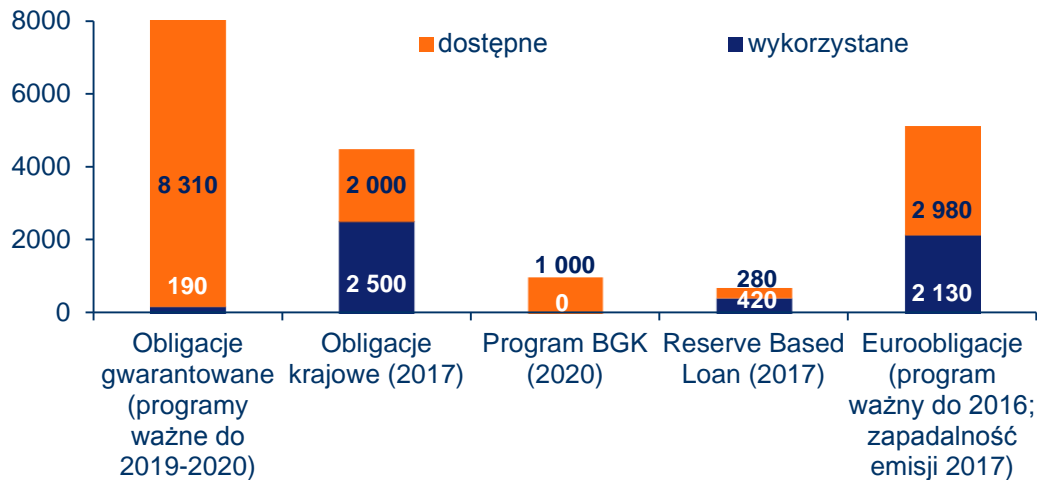 8000
6000
4000
2000
0
dostępne
wykorzystane
8 310
190
2 000
2 500
1 000
0
280
420
2 980
2 130
Obligacje
gwarantowane
(programy
ważne do
2019-2020)
Obligacje
krajowe (2017)
Program BGK
(2020)
Reserve Based
Loan (2017)
Euroobligacje
(program
ważny do 2016;
zapadalność
emisji 2017)